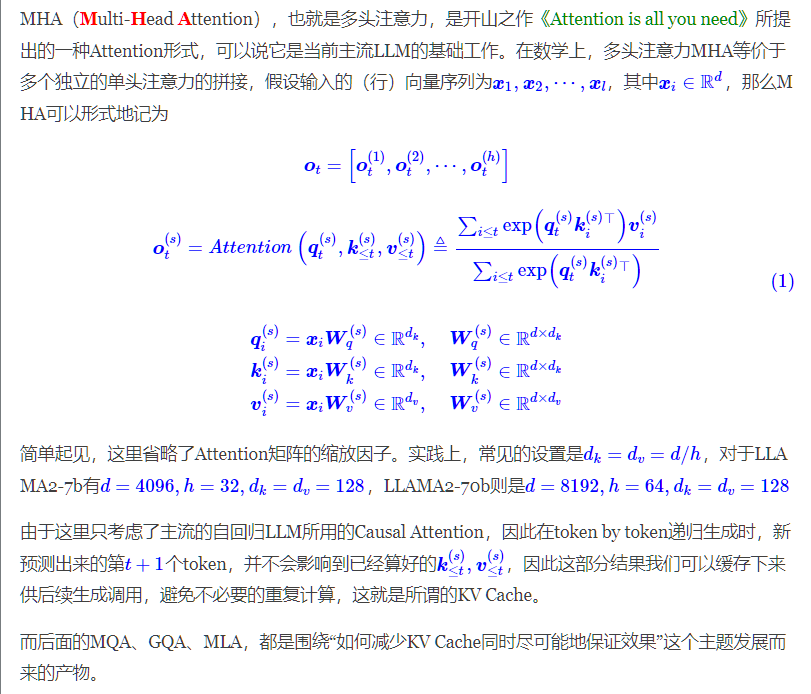 MHA（Multi-Head Attention），也就是多头注意力，是开山之作《Attention is all you need》所提
出的一种Attention形式，可以说它是当前主流LLM的基础工作。在数学上，多头注意力MHA等价于
多个独立的单头注意力的拼接，假设输入的（行）向量序列为$\boldsymbol{x}_1,\boldsymbol{x}_2,\cdots,\boldsymbol{x}_l$，其中$\boldsymbol{x}_i\in\mathbb{R}^d$，那么M
HA可以形式地记为
$\boldsymbol{o}_t = \left[\boldsymbol{o}_t^{(1)}, \boldsymbol{o}_t^{(2)}, \cdots, \boldsymbol{o}_t^{(h)}\right]$
$\boldsymbol{o}_t^{(s)} = Attention\left(\boldsymbol{q}_t^{(s)}, \boldsymbol{k}_{\leq t}^{(s)}, \boldsymbol{v}_{\leq t}^{(s)}\right) \triangleq \frac{\sum_{i\leq t}\exp\left(\boldsymbol{q}_t^{(s)} \boldsymbol{k}_i^{(s)\top}\right)\boldsymbol{v}_i^{(s)}}{\sum_{i\leq t}\exp\left(\boldsymbol{q}_t^{(s)} \boldsymbol{k}_i^{(s)\top}\right)}$
(1)
$\boldsymbol{q}_i^{(s)} = \boldsymbol{x}_i\boldsymbol{W}_q^{(s)}\in\mathbb{R}^{d_k},\quad \boldsymbol{W}_q^{(s)}\in\mathbb{R}^{d\times d_k}$
$\boldsymbol{k}_i^{(s)} = \boldsymbol{x}_i\boldsymbol{W}_k^{(s)}\in\mathbb{R}^{d_k},\quad \boldsymbol{W}_k^{(s)}\in\mathbb{R}^{d\times d_k}$
$\boldsymbol{v}_i^{(s)} = \boldsymbol{x}_i\boldsymbol{W}_v^{(s)}\in\mathbb{R}^{d_v},\quad \boldsymbol{W}_v^{(s)}\in\mathbb{R}^{d\times d_v}$
简单起见，这里省略了Attention矩阵的缩放因子。实践上，常见的设置是$d_k = d_v = d/h$，对于LLA
MA2-7b有$d=4096, h=32, d_k = d_v = 128$，LLAMA2-70b则是$d=8192, h=64, d_k = d_v = 128$
由于这里只考虑了主流的自回归LLM所用的Causal Attention，因此在token by token递归生成时，新
预测出来的第$t+1$个token，并不会影响到已经算好的$\boldsymbol{k}_{\leq t}^{(s)},\boldsymbol{v}_{\leq t}^{(s)}$，因此这部分结果我们可以缓存下来
供后续生成调用，避免不必要的重复计算，这就是所谓的KV Cache。
而后面的MQA、GQA、MLA，都是围绕“如何减少KV Cache同时尽可能地保证效果”这个主题发展而
来的产物。